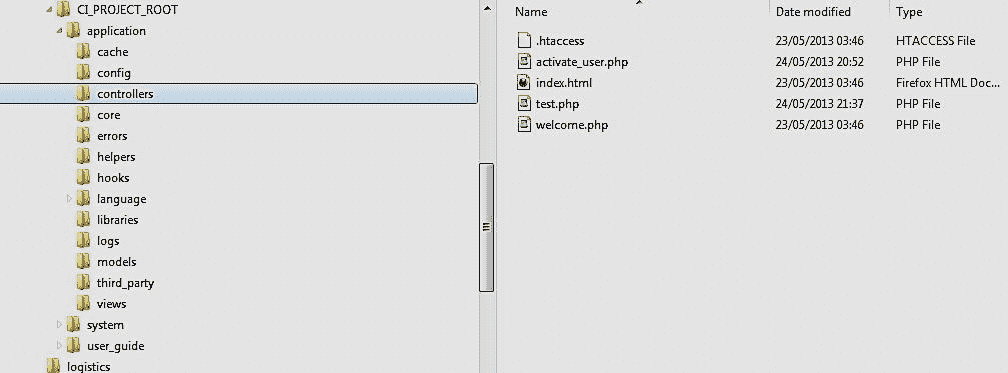 CI_PROJECT_ROOT
application
cache
config
controllers
core
errors
helpers
hooks
language
libraries
logs
models
third_party
views
system
user_guide
logistics
Name Date modified Type
.htaccess 23/05/2013 03:46 HTACCESS File
activate_user.php 24/05/2013 20:52 PHP File
index.html 23/05/2013 03:46 Firefox HTML Doc...
test.php 24/05/2013 21:37 PHP File
welcome.php 23/05/2013 03:46 PHP File